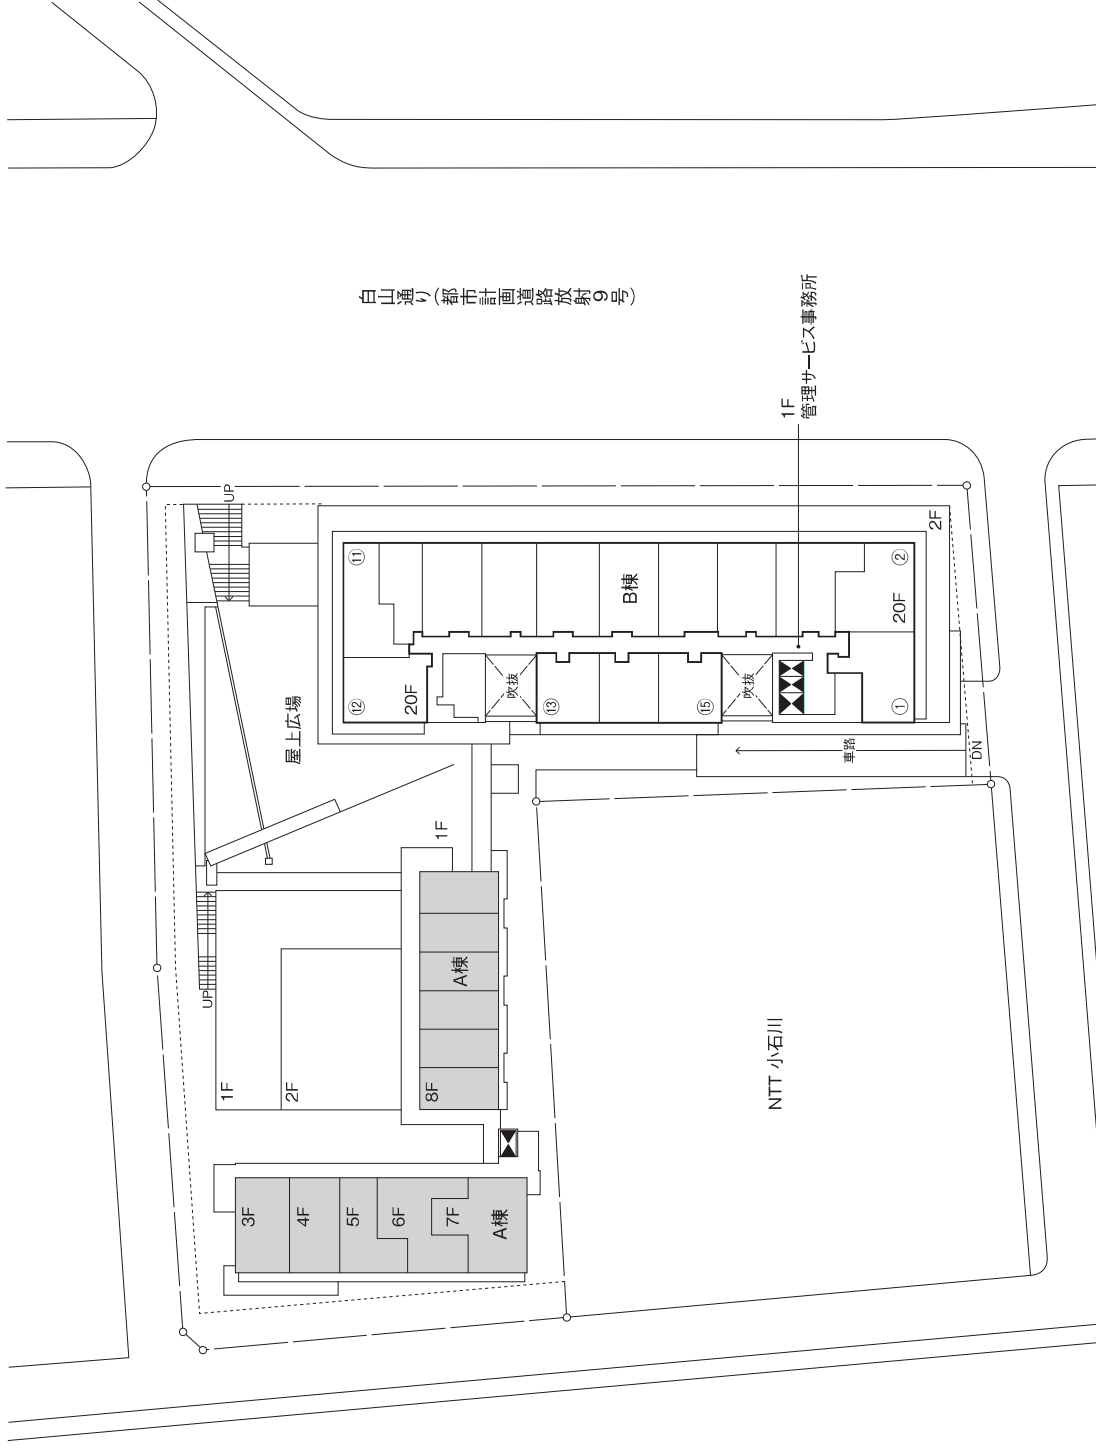 白山通り(都市計画道路放射9号)
1F
管理サービス事務所
UP
2F
⑪
B棟
②
20F
⑫
20F
吹抜
⑬
⑮
吹抜
①
屋上広場
車路
DN
1F
UP
A棟
1F
2F
8F
NTT 小石川
3F
4F
5F
6F
7F
A棟